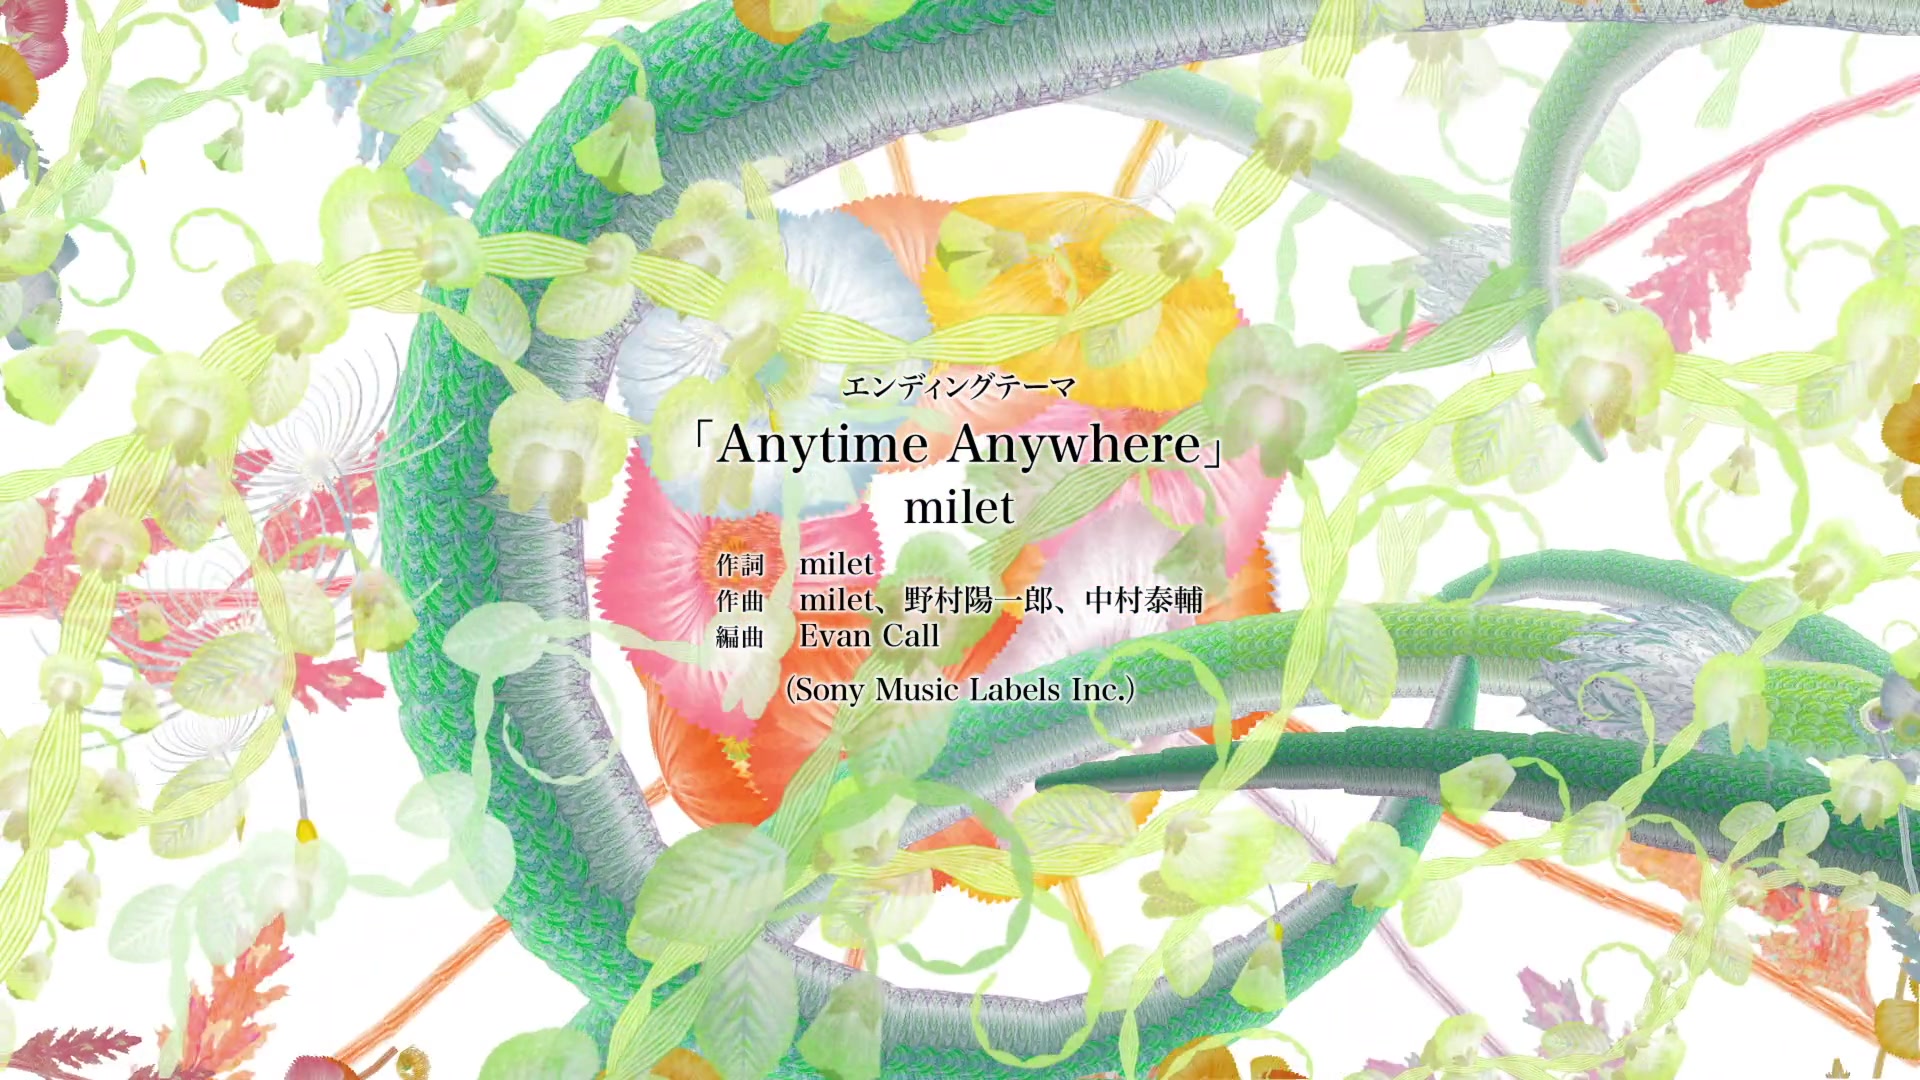 エンディングテーマ
「Anytime Anywhere」
milet
作詞 milet
作曲 milet、野村陽一郎、中村泰輔
編曲 Evan Call
(Sony Music Labels Inc.)